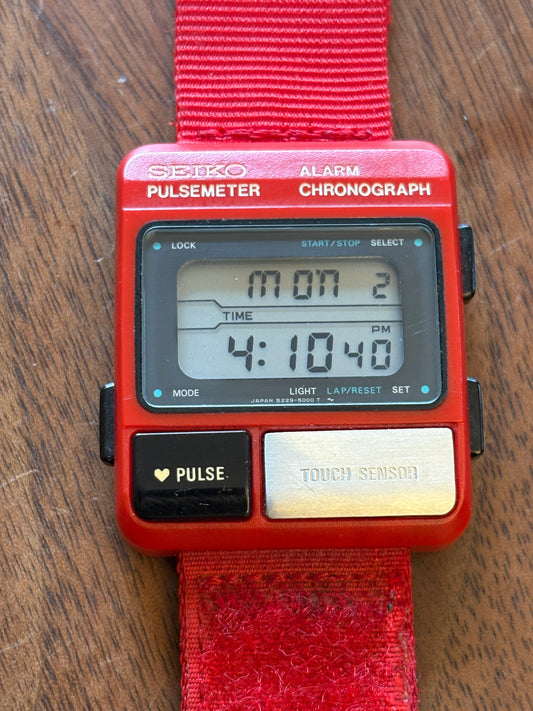 SEIKO ALARM
PULSEMETER CHRONOGRAPH
LOCK START/STOP SELECT
MON 2
TIME
PM
4:10 40
MODE LIGHT LAP/RESET SET
JAPAN S229-5000 T
♥ PULSE TOUCH SENSOR